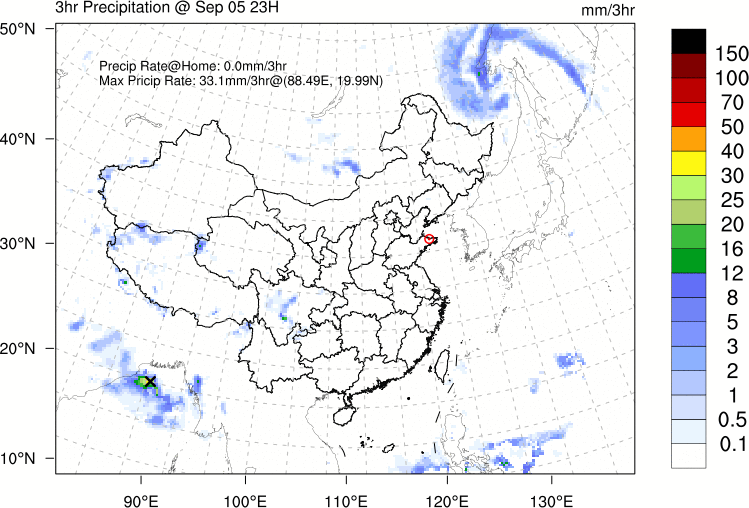 3hr Precipitation @ Sep 05 23H
mm/3hr
Precip Rate@Home: 0.0mm/3hr
Max Pricip Rate: 33.1mm/3hr@(88.49E, 19.99N)
50°N
40°N
30°N
20°N
10°N
90°E
100°E
110°E
120°E
130°E
150
100
70
50
40
30
25
20
16
12
8
5
3
2
1
0.5
0.1